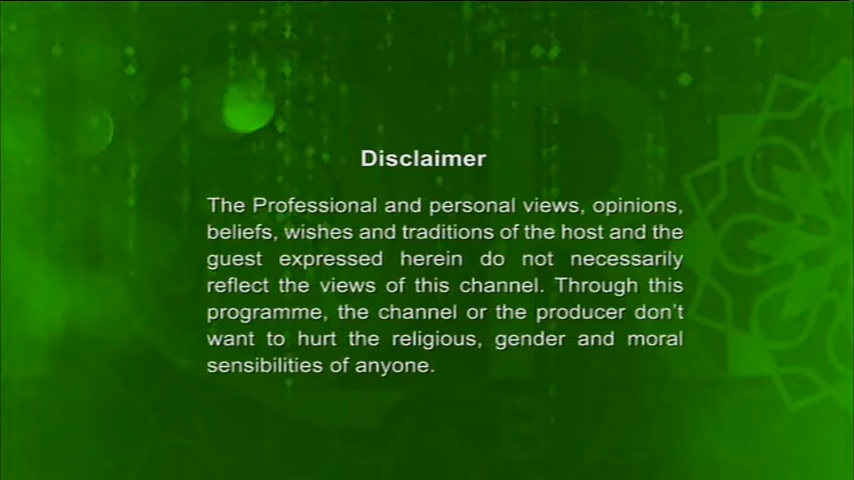 Disclaimer
The Professional and personal views, opinions,
beliefs, wishes and traditions of the host and the
guest expressed herein do not necessarily
reflect the views of this channel. Through this
programme, the channel or the producer don't
want to hurt the religious, gender and moral
sensibilities of anyone.